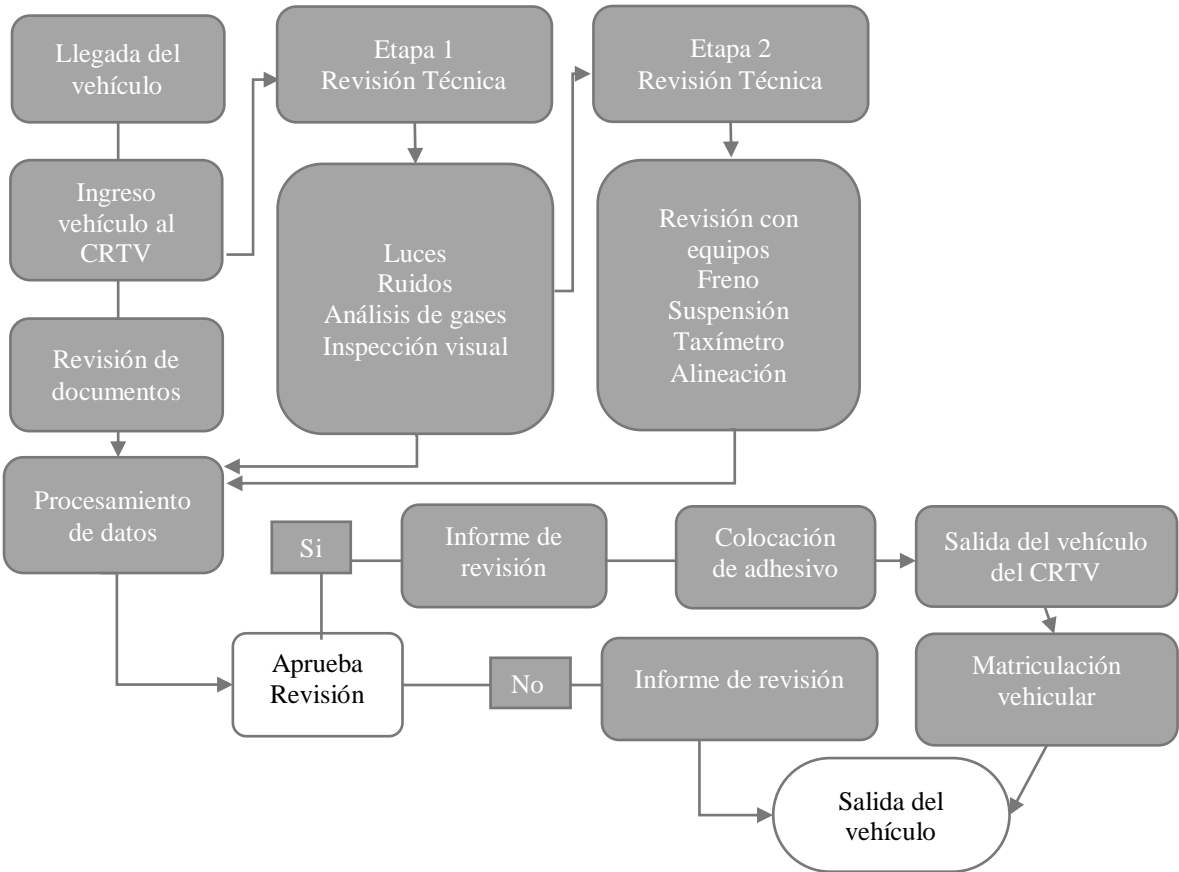 Llegada del
vehículo
Ingreso
vehículo al
CRTV
Revisión de
documentos
Procesamiento
de datos
Etapa 1
Revisión Técnica
Luces
Ruidos
Análisis de gases
Inspección visual
Etapa 2
Revisión Técnica
Revisión con
equipos
Freno
Suspensión
Taxímetro
Alineación
Aprueba
Revisión
Si
Informe de
revisión
Colocación
de adhesivo
Salida del vehículo
del CRTV
Matriculación
vehicular
No
Informe de revisión
Salida del
vehículo